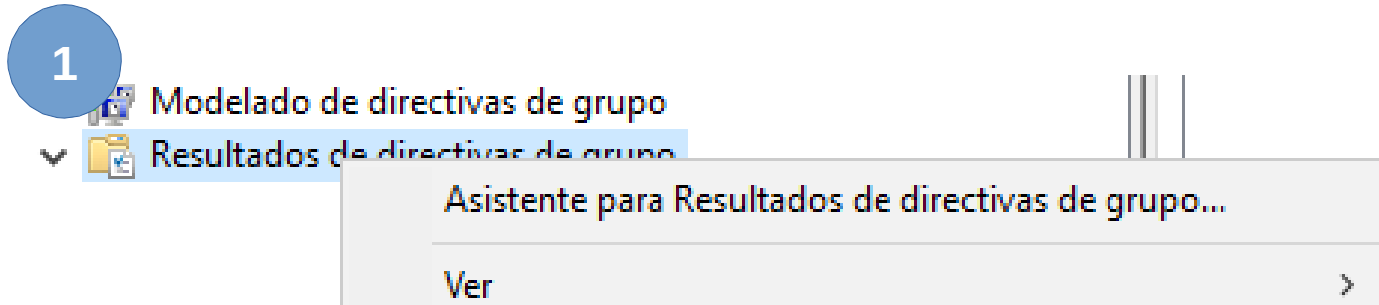 1
Modelado de directivas de grupo
Resultados de directivas de grupo
Asistente para Resultados de directivas de grupo...
Ver